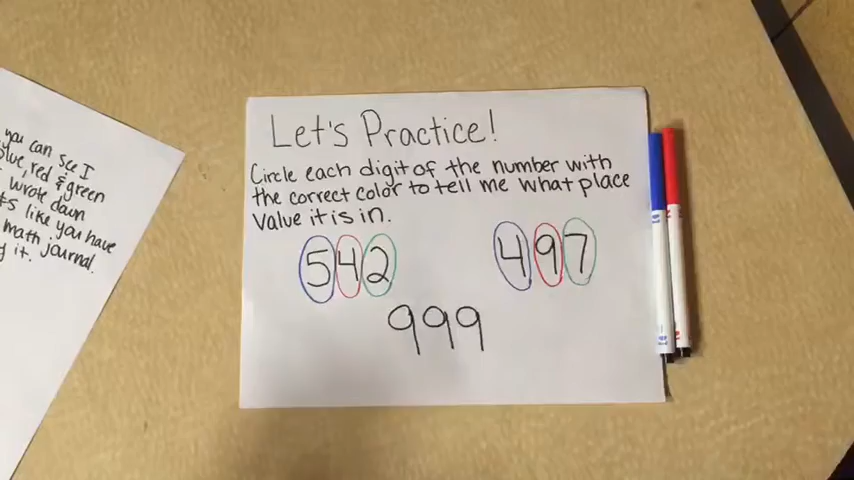 you can see I
blue, red & green
wrote down
like you have
math journal
it.
Let's Practice!
Circle each digit of the number with
the correct color to tell me what place
value it is in.
542 497
999